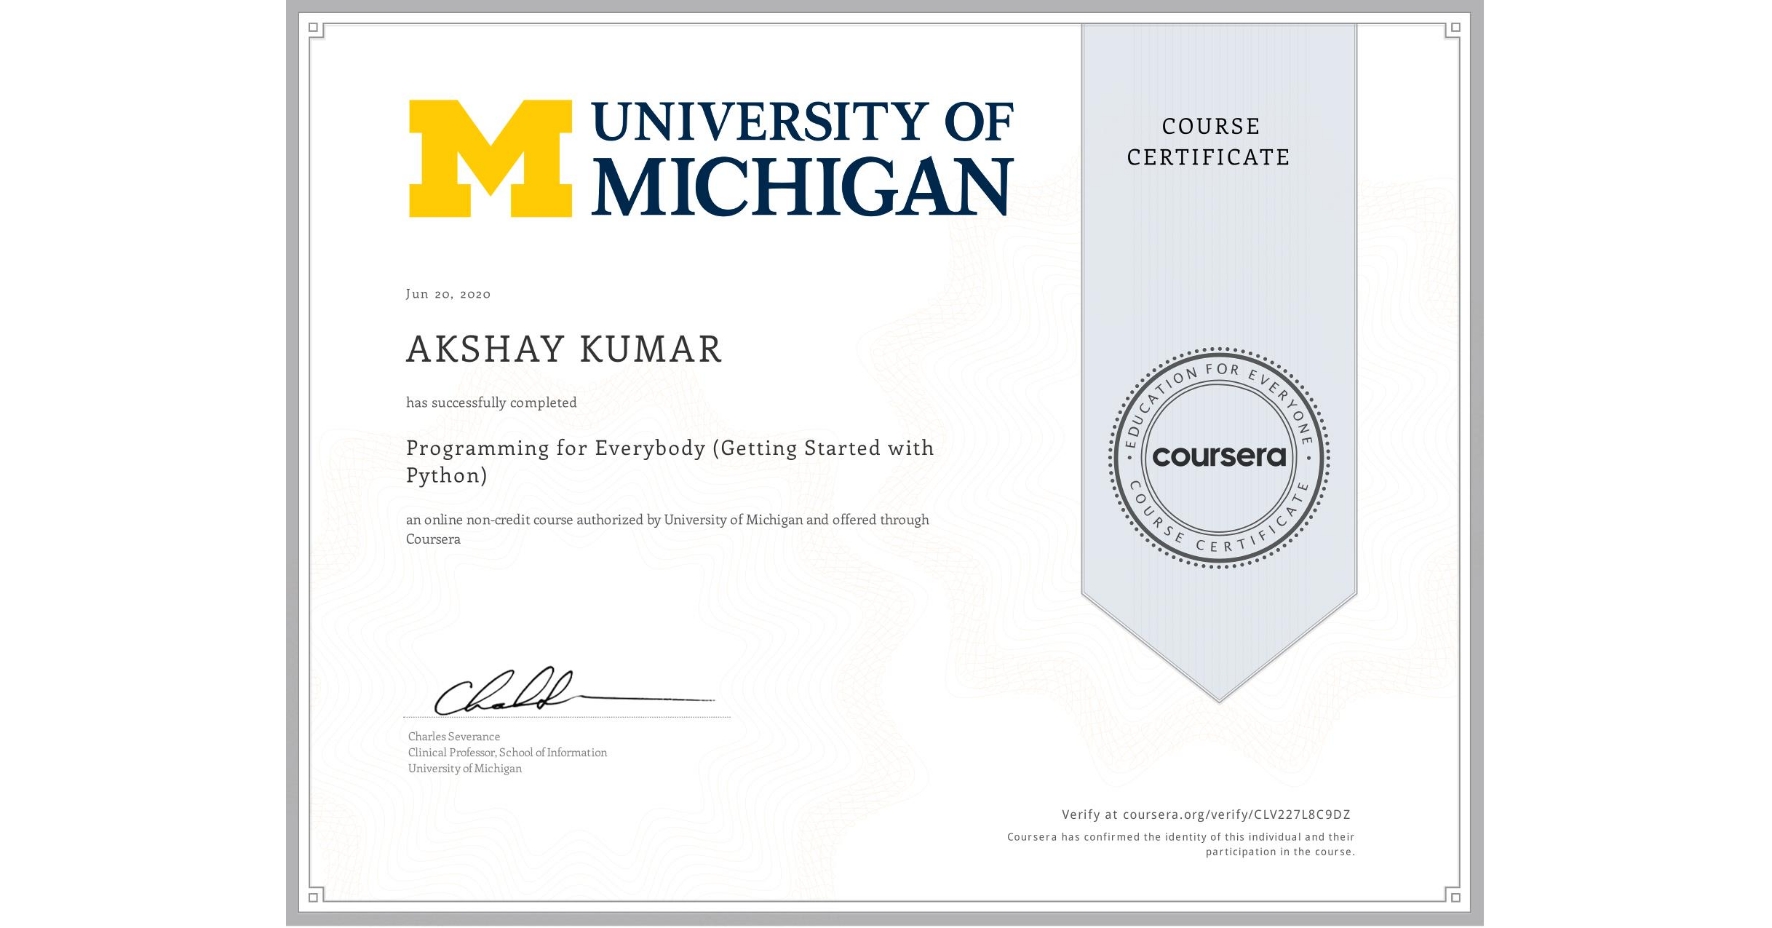 UNIVERSITY OF
MICHIGAN
COURSE
CERTIFICATE
Jun 20, 2020
AKSHAY KUMAR
has successfully completed
Programming for Everybody (Getting Started with
Python)
an online non-credit course authorized by University of Michigan and offered through
Coursera
EDUCATION FOR EVERYONE
coursera
COURSE CERTIFICATE
Charles Severance
Clinical Professor, School of Information
University of Michigan
Verify at coursera.org/verify/CLV227L8C9DZ
Coursera has confirmed the identity of this individual and their
participation in the course.